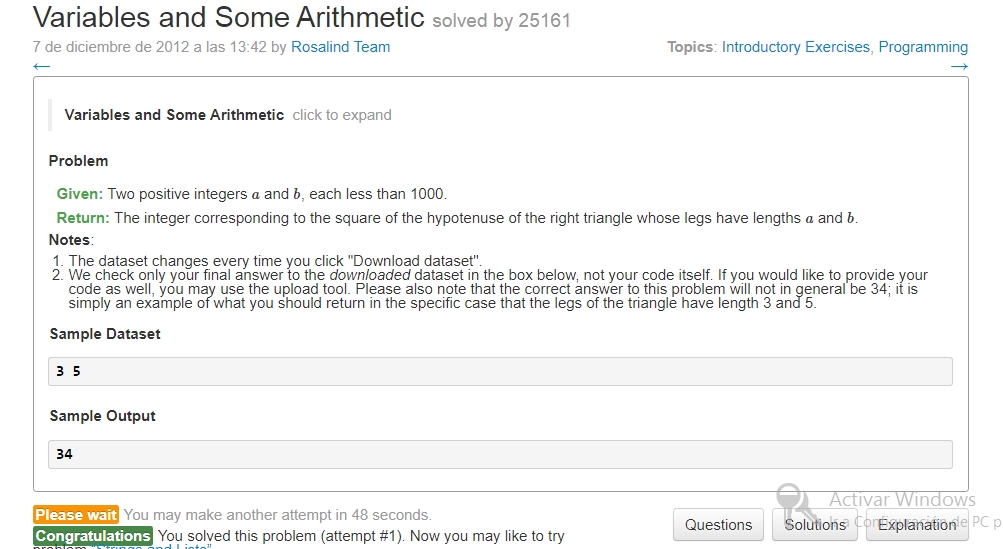 Variables and Some Arithmetic solved by 25161
7 de diciembre de 2012 a las 13:42 by Rosalind Team
Topics: Introductory Exercises, Programming
← →
Variables and Some Arithmetic click to expand
Problem
Given: Two positive integers a and b, each less than 1000.
Return: The integer corresponding to the square of the hypotenuse of the right triangle whose legs have lengths a and b.
Notes:
1. The dataset changes every time you click "Download dataset".
2. We check only your final answer to the downloaded dataset in the box below, not your code itself. If you would like to provide your
code as well, you may use the upload tool. Please also note that the correct answer to this problem will not in general be 34; it is
simply an example of what you should return in the specific case that the legs of the triangle have length 3 and 5.
Sample Dataset
3 5
Sample Output
34
Activar Windows
Please wait You may make another attempt in 48 seconds.
Questions Solutions Explanation
Ir a Configuración de PC p
Congratulations You solved this problem (attempt #1). Now you may like to try
problem "Strings and Lists"